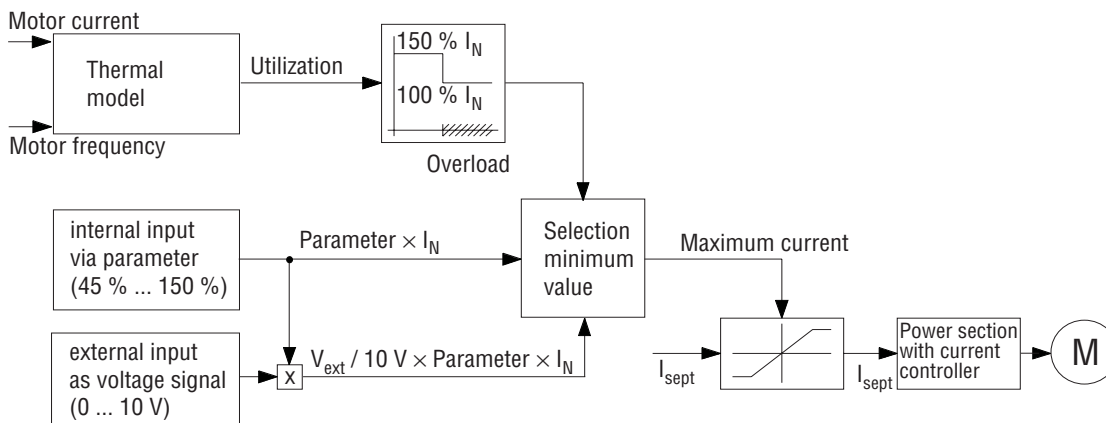 Motor current
Thermal
model
Motor frequency
Utilization
150 % I_N
100 % I_N
Overload
internal input
via parameter
(45 % ... 150 %)
Parameter × I_N
Selection
minimum
value
Maximum current
external input
as voltage signal
(0 ... 10 V)
x
V_ext / 10 V × Parameter × I_N
I_sept
I_sept
Power section
with current
controller
M